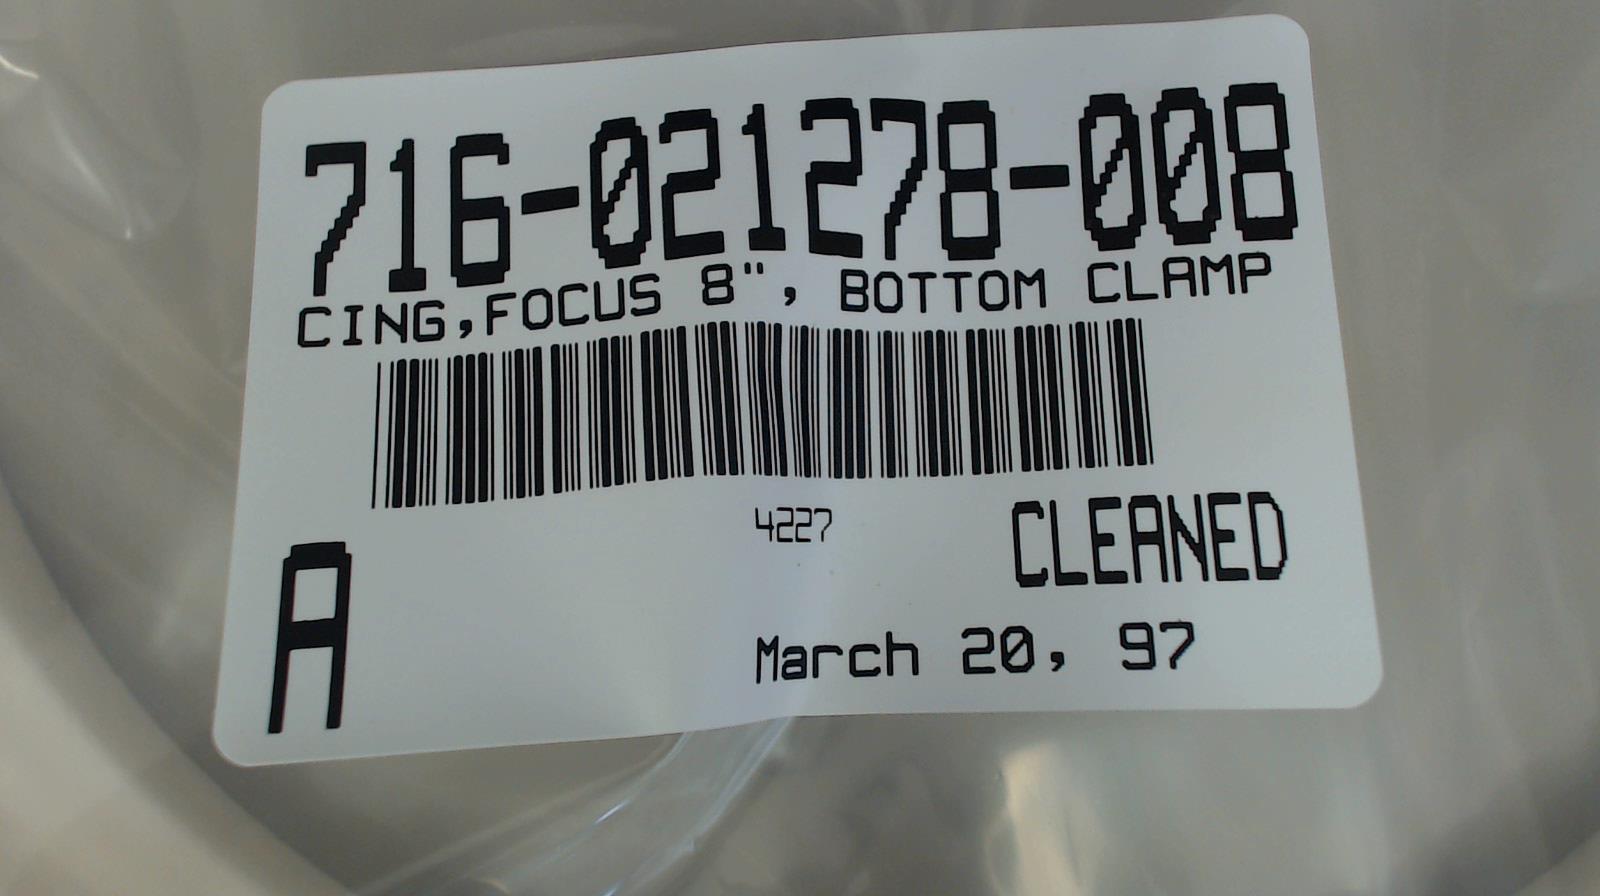 716-021278-008
CING,FOCUS 8", BOTTOM CLAMP
4227
CLEANED
A
March 20, 97